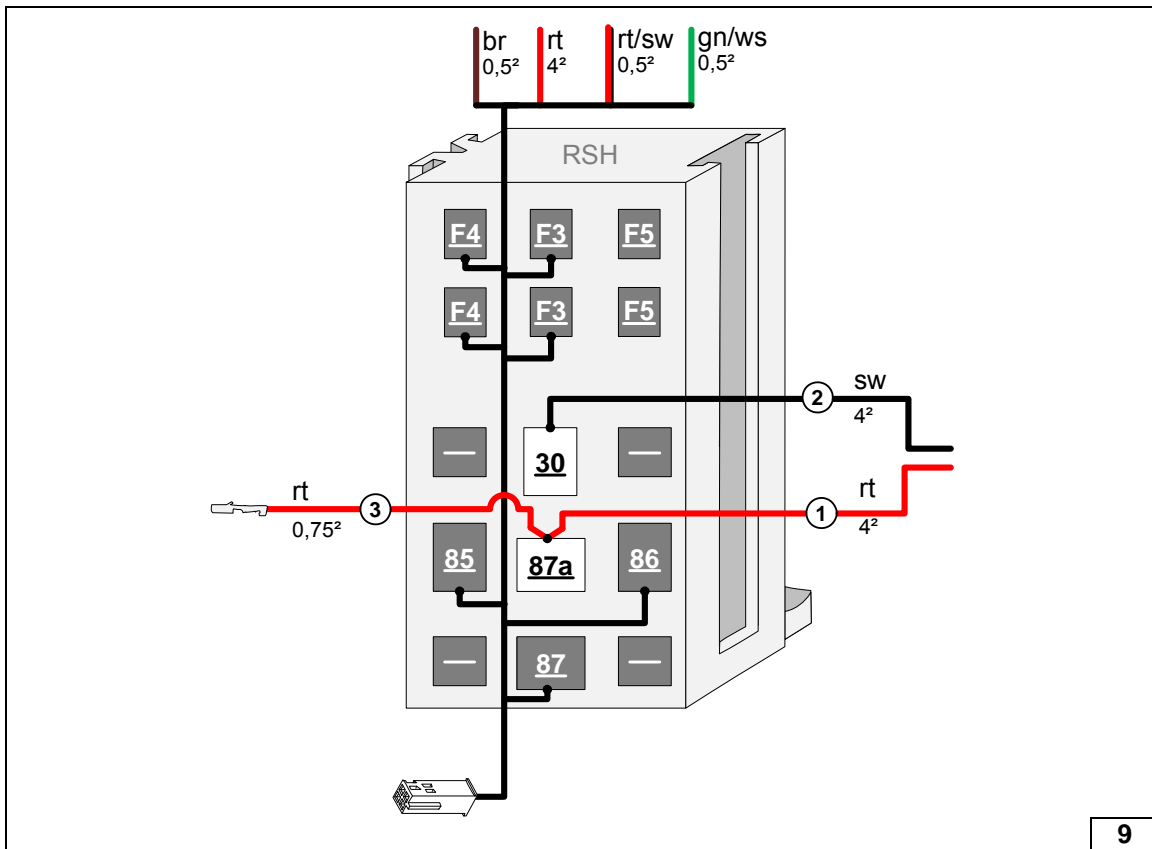 br rt rt/sw gn/ws
0,5² 4² 0,5² 0,5²
RSH
F4 F3 F5
F4 F3 F5
2 sw
4²
— 30 —
rt 3 1 rt
0,75² 4²
85 87a 86
— 87 —
9